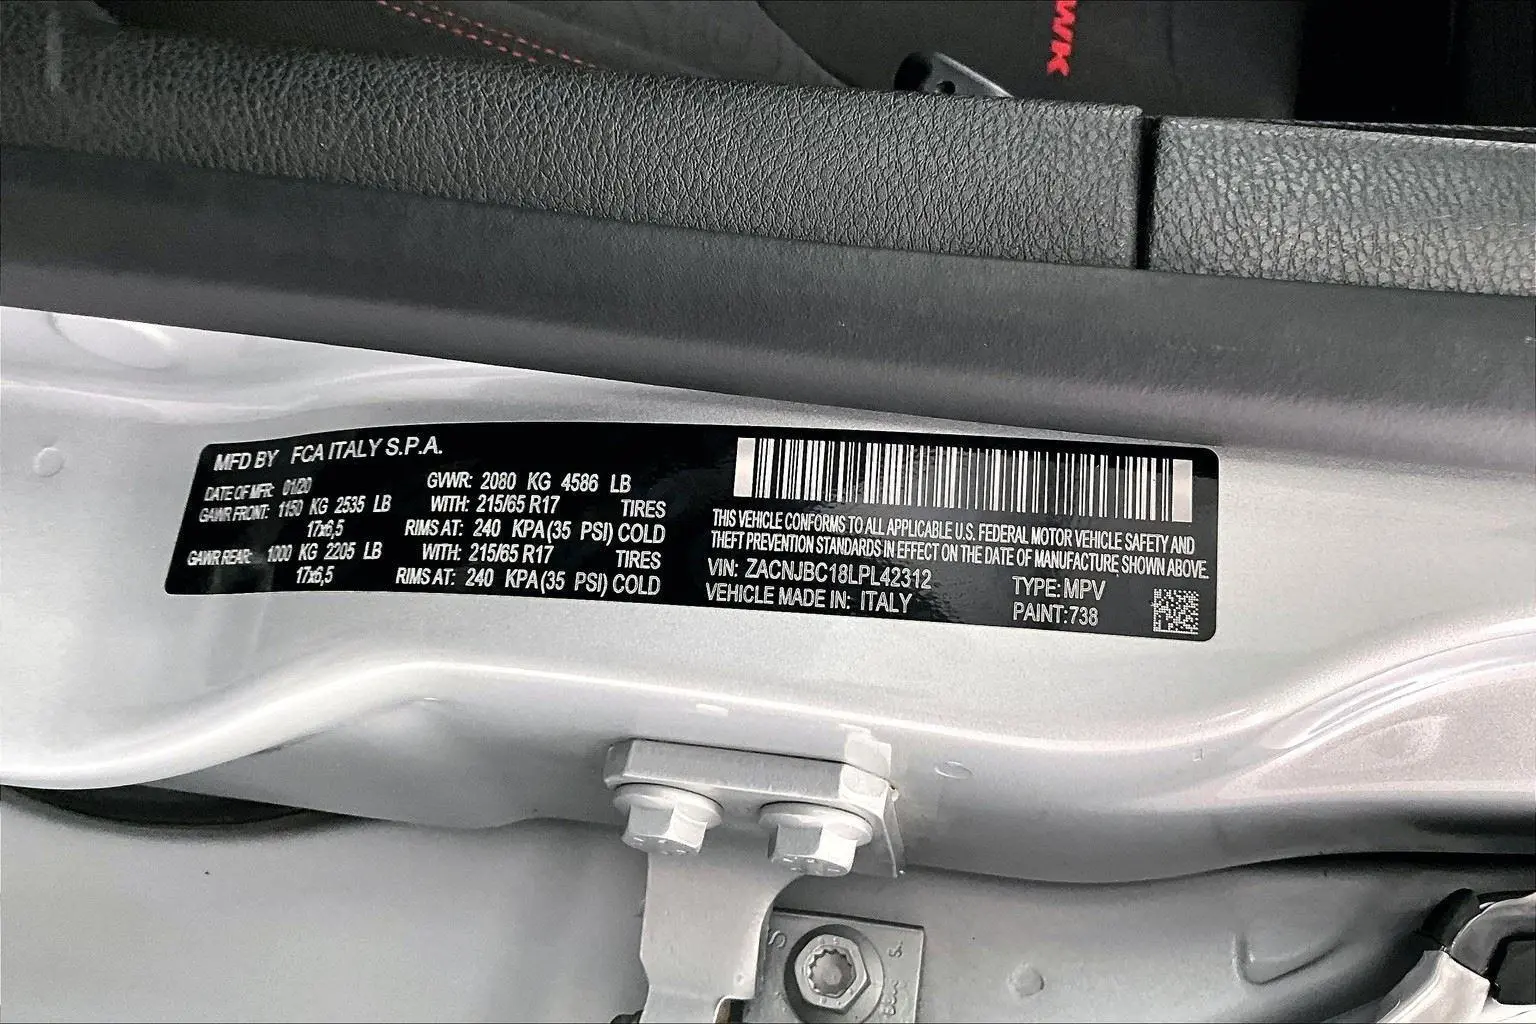 WK
MFD BY FCA ITALY S.P.A.
DATE OF MFR: 01/20
GVWR: 2080 KG 4586 LB
GAWR FRONT: 1150 KG 2535 LB
WITH: 215/65 R17 TIRES
17x6,5
RIMS AT: 240 KPA (35 PSI) COLD
GAWR REAR: 1000 KG 2205 LB
WITH: 215/65 R17 TIRES
17x6,5
RIMS AT: 240 KPA (35 PSI) COLD
THIS VEHICLE CONFORMS TO ALL APPLICABLE U.S. FEDERAL MOTOR VEHICLE SAFETY AND
THEFT PREVENTION STANDARDS IN EFFECT ON THE DATE OF MANUFACTURE SHOWN ABOVE.
VIN: ZACNJBC18LPL42312
TYPE: MPV
VEHICLE MADE IN: ITALY
PAINT:738